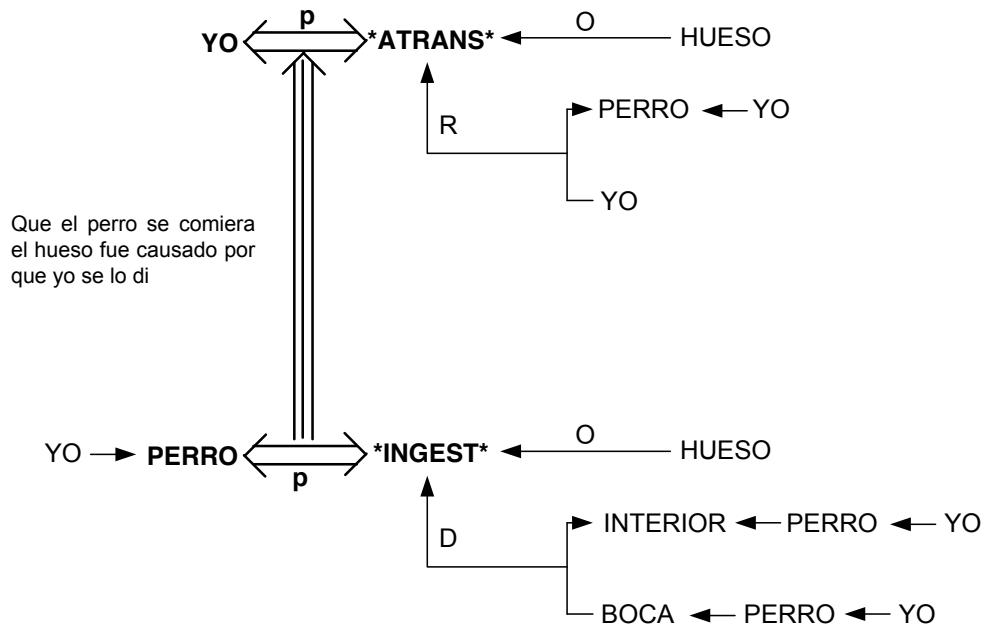 p
YO *ATRANS* O HUESO
R
PERRO YO
YO
Que el perro se comiera
el hueso fue causado por
que yo se lo di
YO PERRO p *INGEST* O HUESO
D
INTERIOR PERRO YO
BOCA PERRO YO